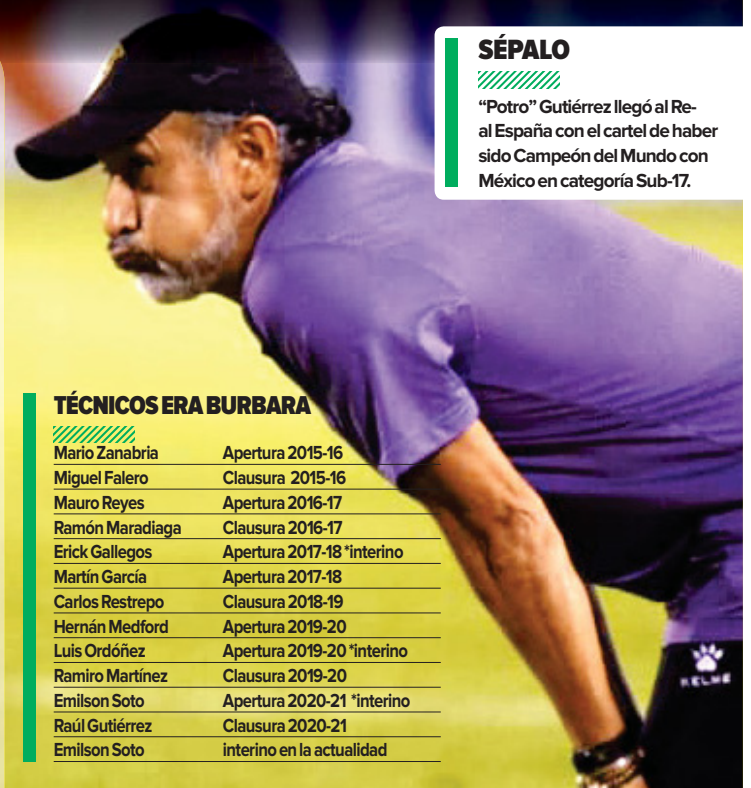 SÉPALO
“Potro” Gutiérrez llegó al Re-
al España con el cartel de haber
sido Campeón del Mundo con
México en categoría Sub-17.
TÉCNICOS ERA BURBARA
Mario Zanabria Apertura 2015-16
Miguel Falero Clausura 2015-16
Mauro Reyes Apertura 2016-17
Ramón Maradiaga Clausura 2016-17
Erick Gallegos Apertura 2017-18 *interino
Martín García Apertura 2017-18
Carlos Restrepo Clausura 2018-19
Hernán Medford Apertura 2019-20
Luis Ordóñez Apertura 2019-20 *interino
Ramiro Martínez Clausura 2019-20
Emilson Soto Apertura 2020-21 *interino
Raúl Gutiérrez Clausura 2020-21
Emilson Soto interino en la actualidad
KELME